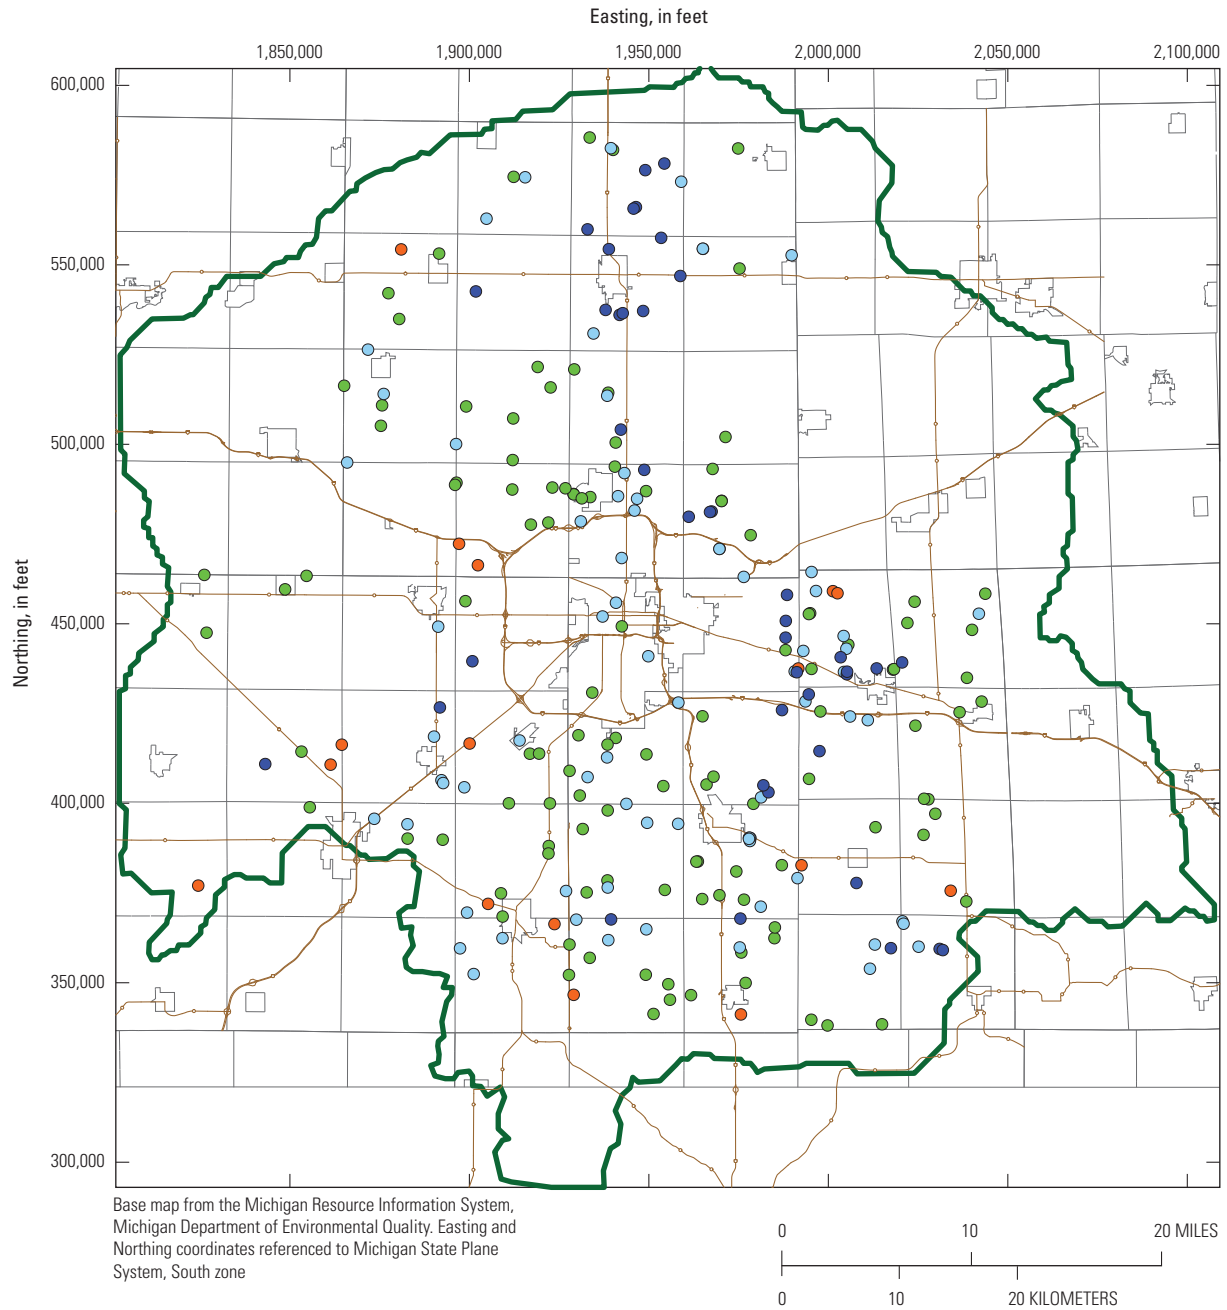 Easting, in feet
1,850,000 1,900,000 1,950,000 2,000,000 2,050,000 2,100,000
600,000
550,000
500,000
450,000
400,000
350,000
300,000
Northing, in feet
Base map from the Michigan Resource Information System,
Michigan Department of Environmental Quality. Easting and
Northing coordinates referenced to Michigan State Plane
System, South zone
0 10 20 MILES
0 10 20 KILOMETERS